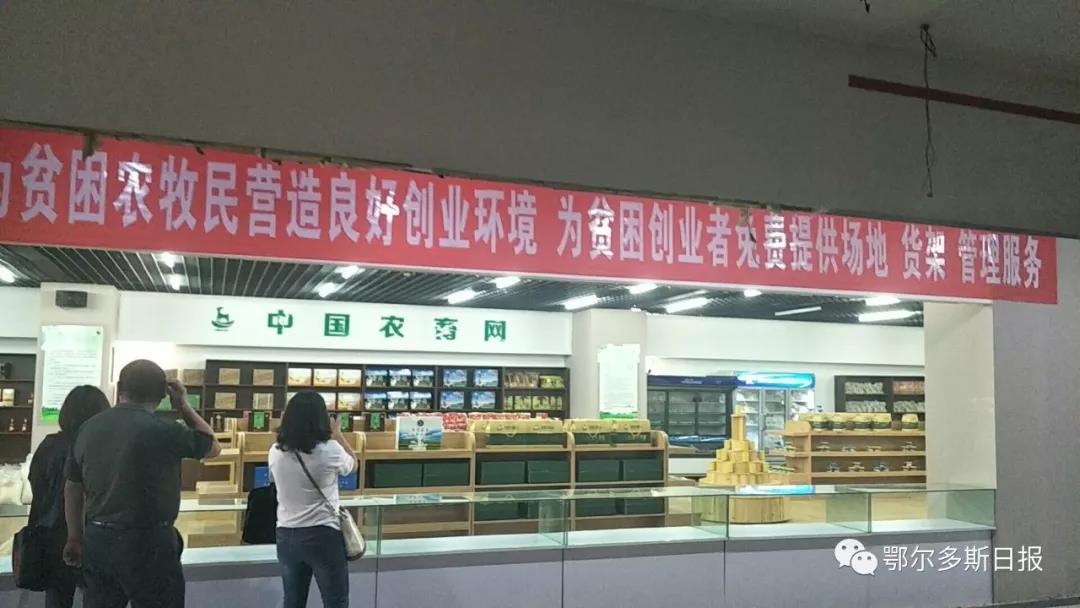 为贫困农牧民营造良好创业环境 为贫困创业者免费提供场地 货架 管理服务
中国农畜网
鄂尔多斯日报